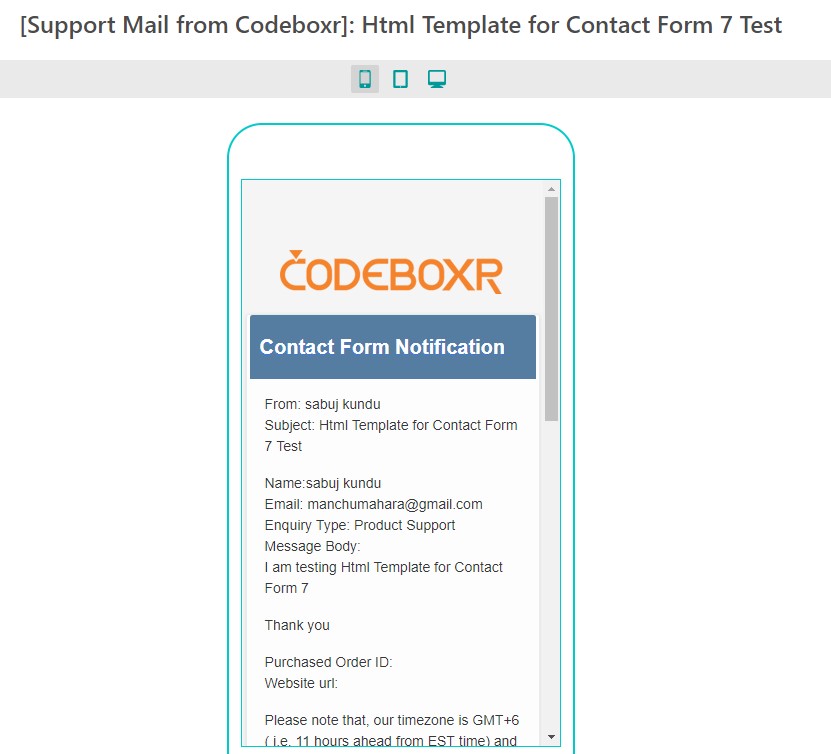 [Support Mail from Codeboxr]: Html Template for Contact Form 7 Test
CODEBOXR
Contact Form Notification
From: sabuj kundu
Subject: Html Template for Contact Form
7 Test
Name:sabuj kundu
Email: manchumahara@gmail.com
Enquiry Type: Product Support
Message Body:
I am testing Html Template for Contact
Form 7
Thank you
Purchased Order ID:
Website url:
Please note that, our timezone is GMT+6
( i.e. 11 hours ahead from EST time) and